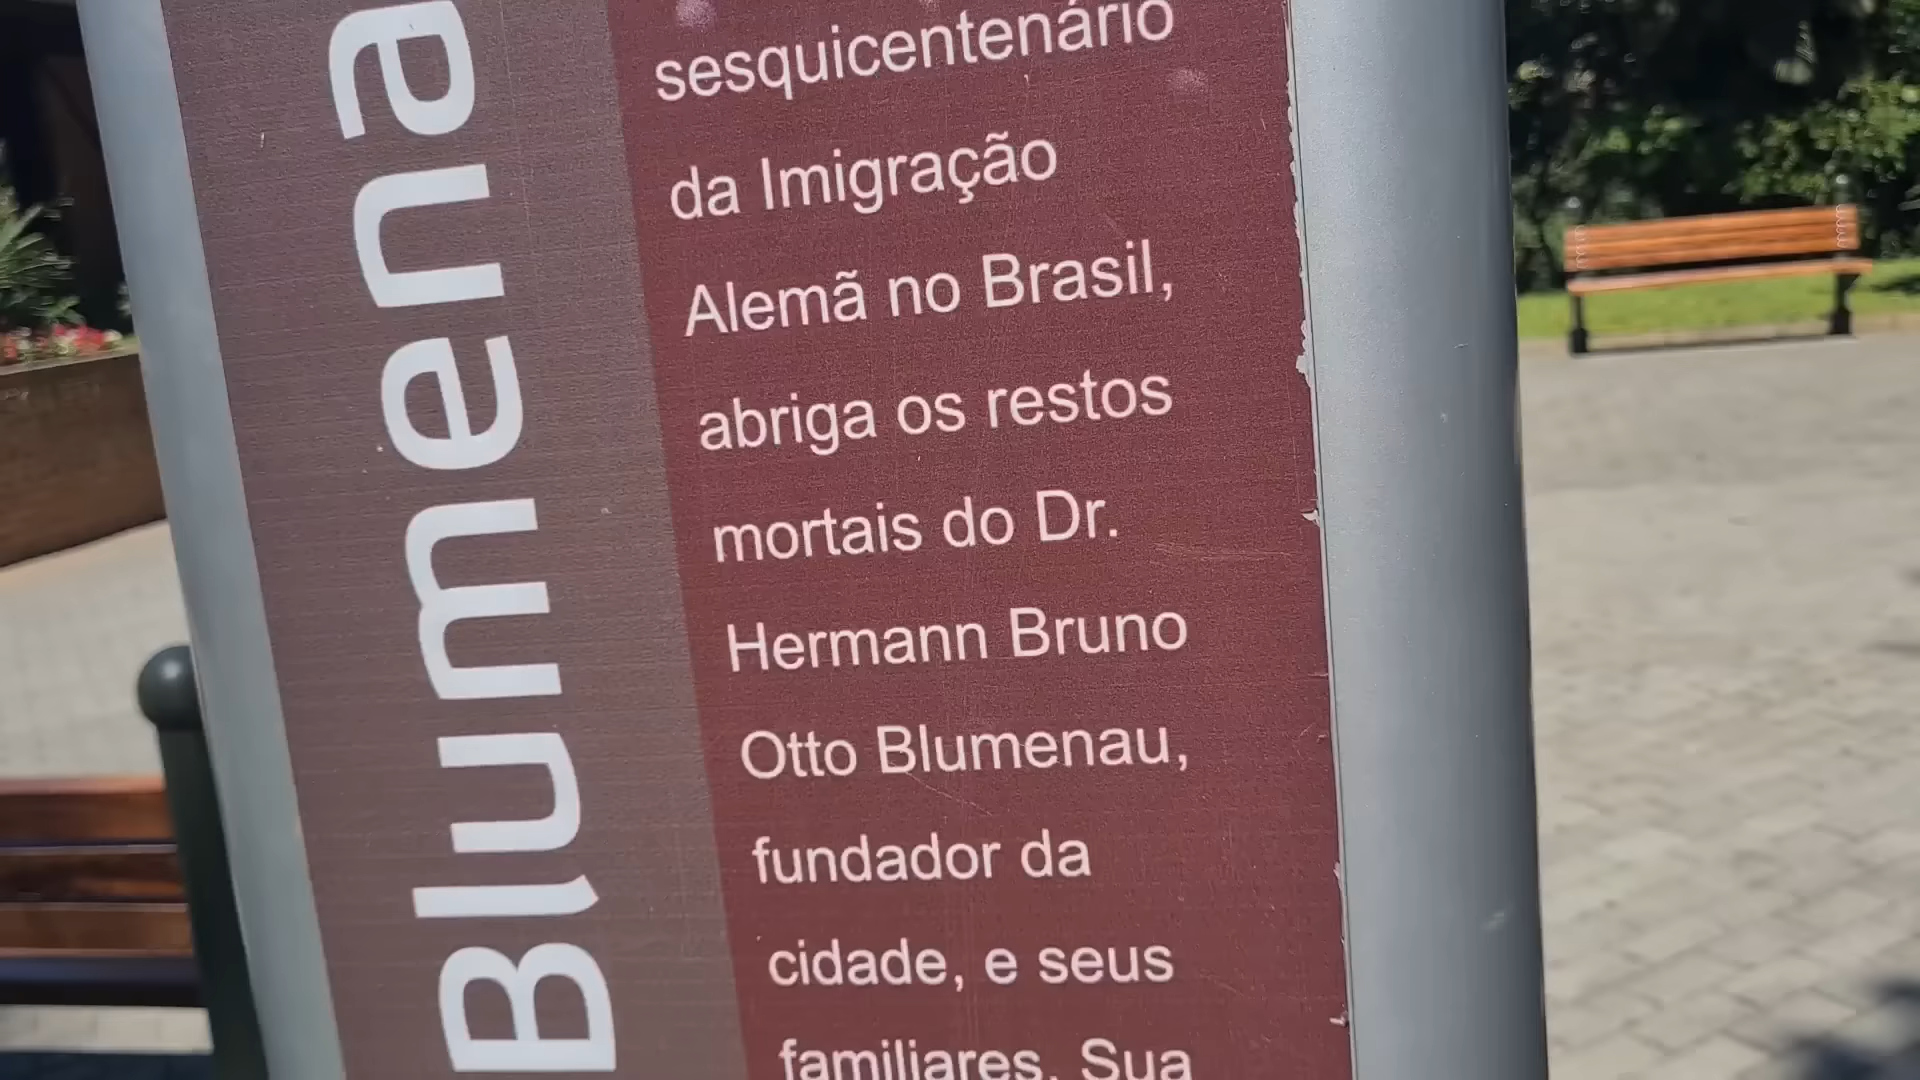 Blumena
sesquicentenário
da Imigração
Alemã no Brasil,
abriga os restos
mortais do Dr.
Hermann Bruno
Otto Blumenau,
fundador da
cidade, e seus
familiares. Sua